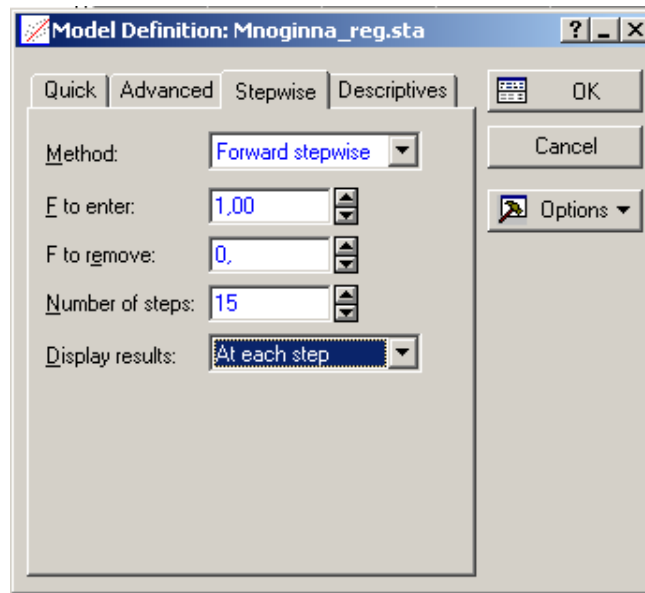 Model Definition: Mnoginna_reg.sta
Quick Advanced Stepwise Descriptives
OK
Method: Forward stepwise
Cancel
F to enter: 1,00
Options
F to remove: 0,
Number of steps: 15
Display results: At each step